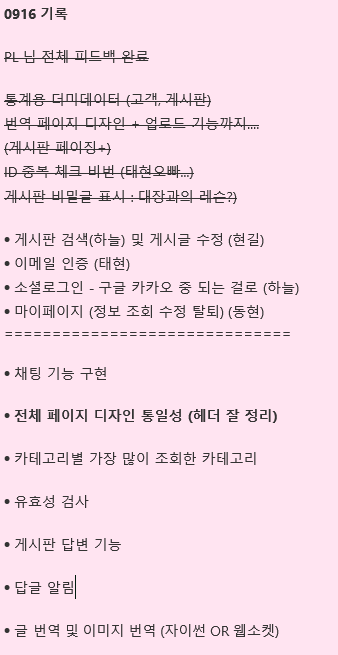 0916 기록
PL 님 전체 피드백 완료
통계용 더미데이터 (고객, 게시판)
번역 페이지 디자인 + 업로드 기능까지....
(게시판 페이징+)
ID 중복 체크 비번 (태현오빠...)
게시판 비밀글 표시 : 대장과의 레슨?)
• 게시판 검색(하늘) 및 게시글 수정 (현길)
• 이메일 인증 (태현)
• 소셜로그인 - 구글 카카오 중 되는 걸로 (하늘)
• 마이페이지 (정보 조회 수정 탈퇴) (동현)
==============================
• 채팅 기능 구현
• 전체 페이지 디자인 통일성 (헤더 잘 정리)
• 카테고리별 가장 많이 조회한 카테고리
• 유효성 검사
• 게시판 답변 기능
• 답글 알림
• 글 번역 및 이미지 번역 (자이썬 OR 웹소켓)